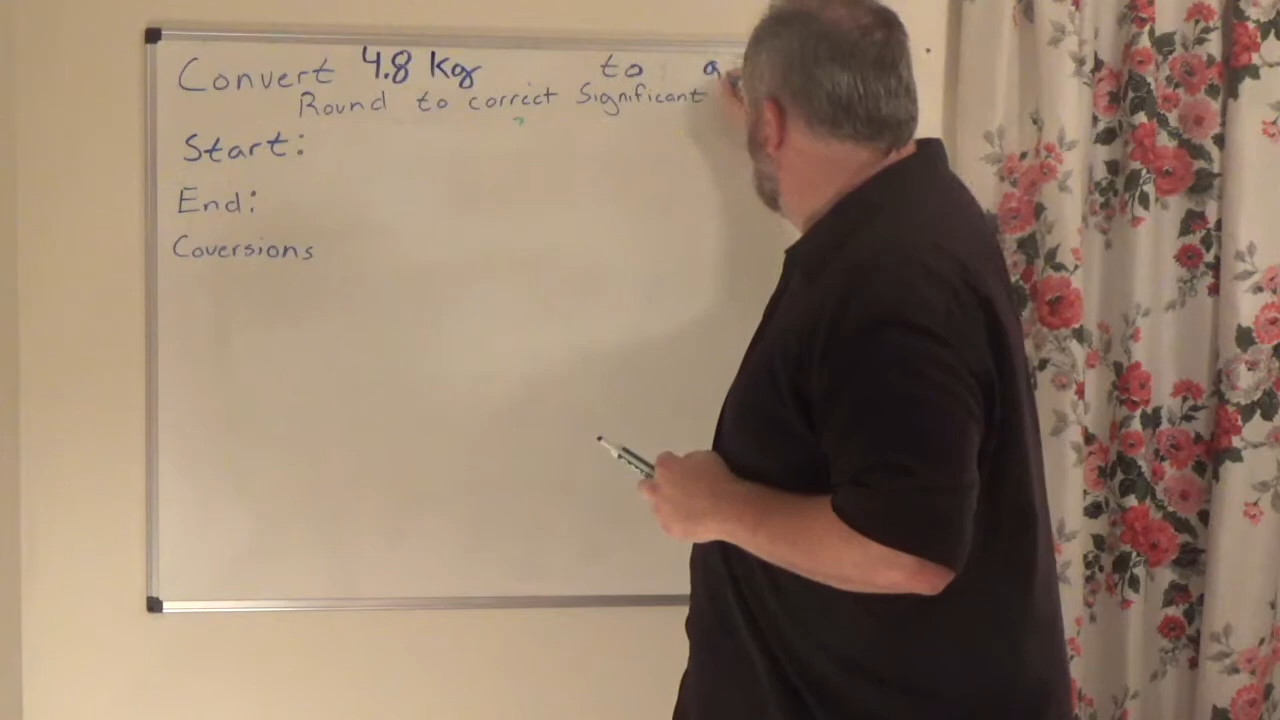 Convert 4.8 kg to
Round to correct Significant
Start:
End:
Coversions